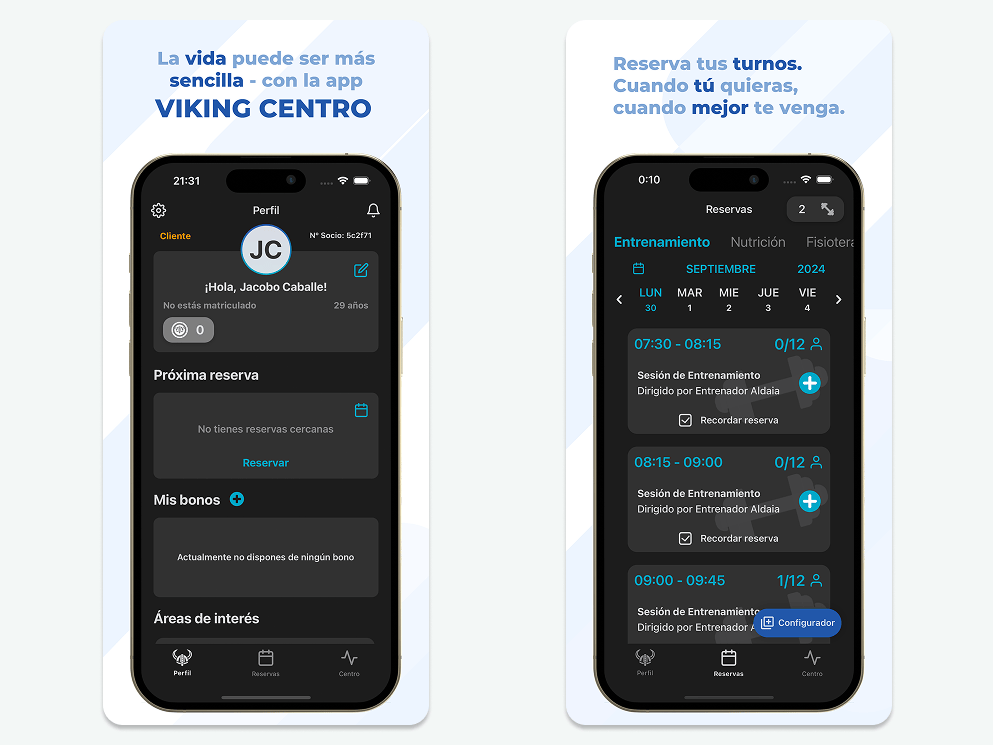 La vida puede ser más
sencilla - con la app
VIKING CENTRO
21:31
Perfil
Cliente
JC
Nº Socio: 5c2f71
¡Hola, Jacobo Caballe!
No estás matriculado
29 años
0
Próxima reserva
No tienes reservas cercanas
Reservar
Mis bonos
Actualmente no dispones de ningún bono
Áreas de interés
Perfil
Reservas
Centro
Reserva tus turnos.
Cuando tú quieras,
cuando mejor te venga.
0:10
Reservas
2
Entrenamiento Nutrición Fisiotera
SEPTIEMBRE 2024
LUN MAR MIE JUE VIE
30 1 2 3 4
07:30 - 08:15 0/12
Sesión de Entrenamiento
Dirigido por Entrenador Aldaia
Recordar reserva
08:15 - 09:00 0/12
Sesión de Entrenamiento
Dirigido por Entrenador Aldaia
Recordar reserva
09:00 - 09:45 1/12
Sesión de Entrenamiento
Dirigido por Entrenador A
Configurador
Perfil
Reservas
Centro